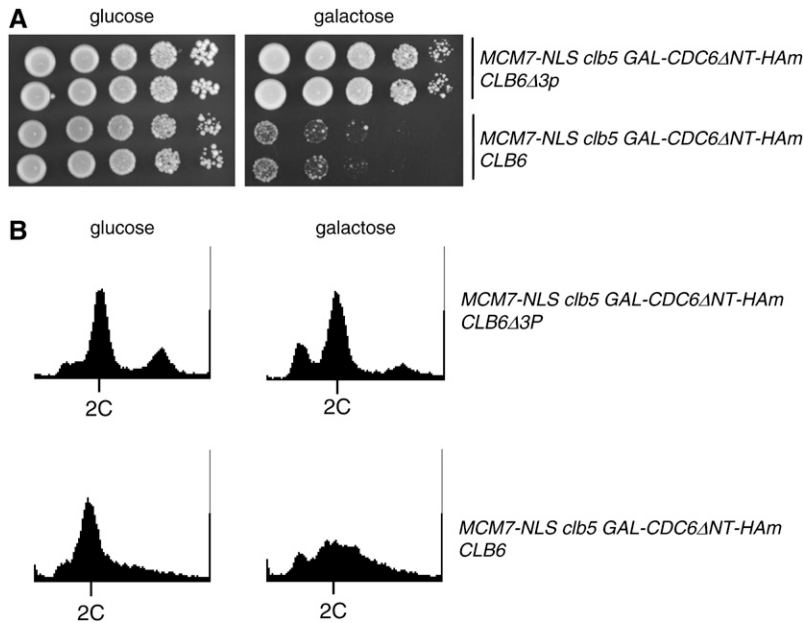 A
glucose galactose
MCM7-NLS clb5 GAL-CDC6ΔNT-HAm
CLB6Δ3p
MCM7-NLS clb5 GAL-CDC6ΔNT-HAm
CLB6
B
glucose galactose
MCM7-NLS clb5 GAL-CDC6ΔNT-HAm
CLB6Δ3P
2C 2C
MCM7-NLS clb5 GAL-CDC6ΔNT-HAm
CLB6
2C 2C